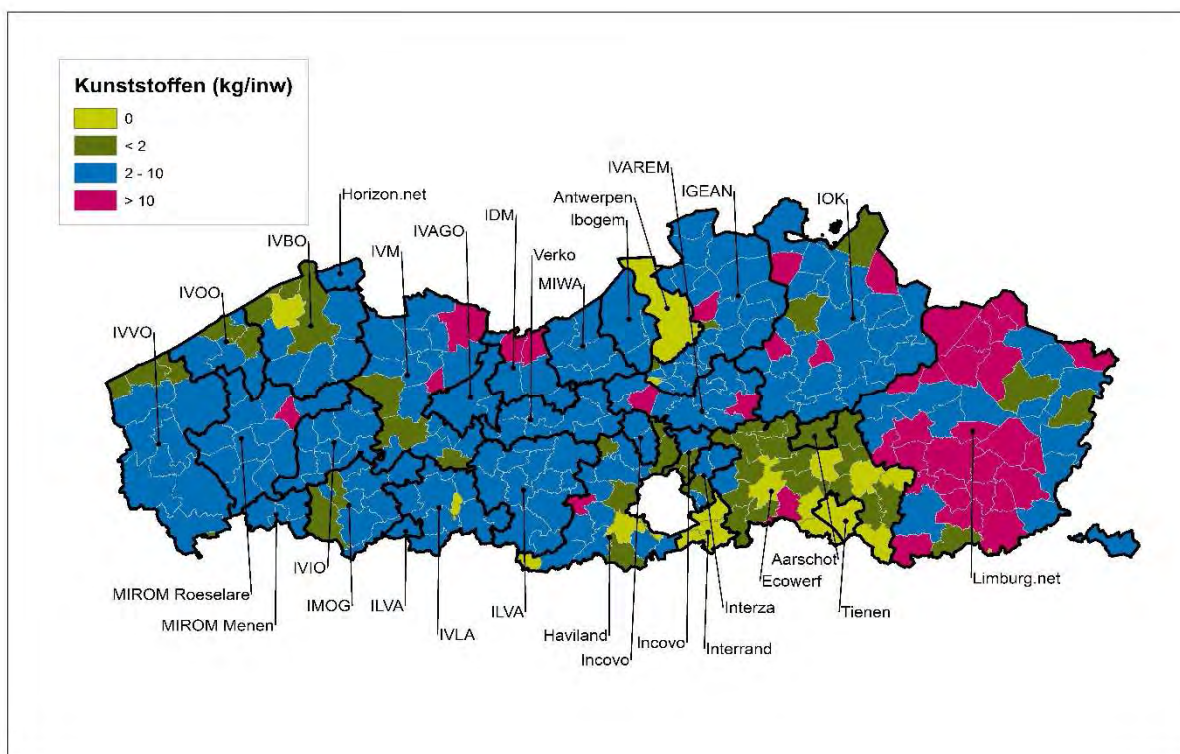 Kunststoffen (kg/inw)
0
< 2
2 - 10
> 10
Horizon.net
IVBO
IVOO
IVVO
IVM
IVAGO
IDM
Verko
MIWA
Ibogem
Antwerpen
IVAREM
IGEAN
IOK
MIROM Roeselare
MIROM Menen
IVIO
IMOG
ILVA
IVLA
ILVA
Haviland
Incovo
Incovo
Interrand
Interza
Ecowerf
Aarschot
Tienen
Limburg.net